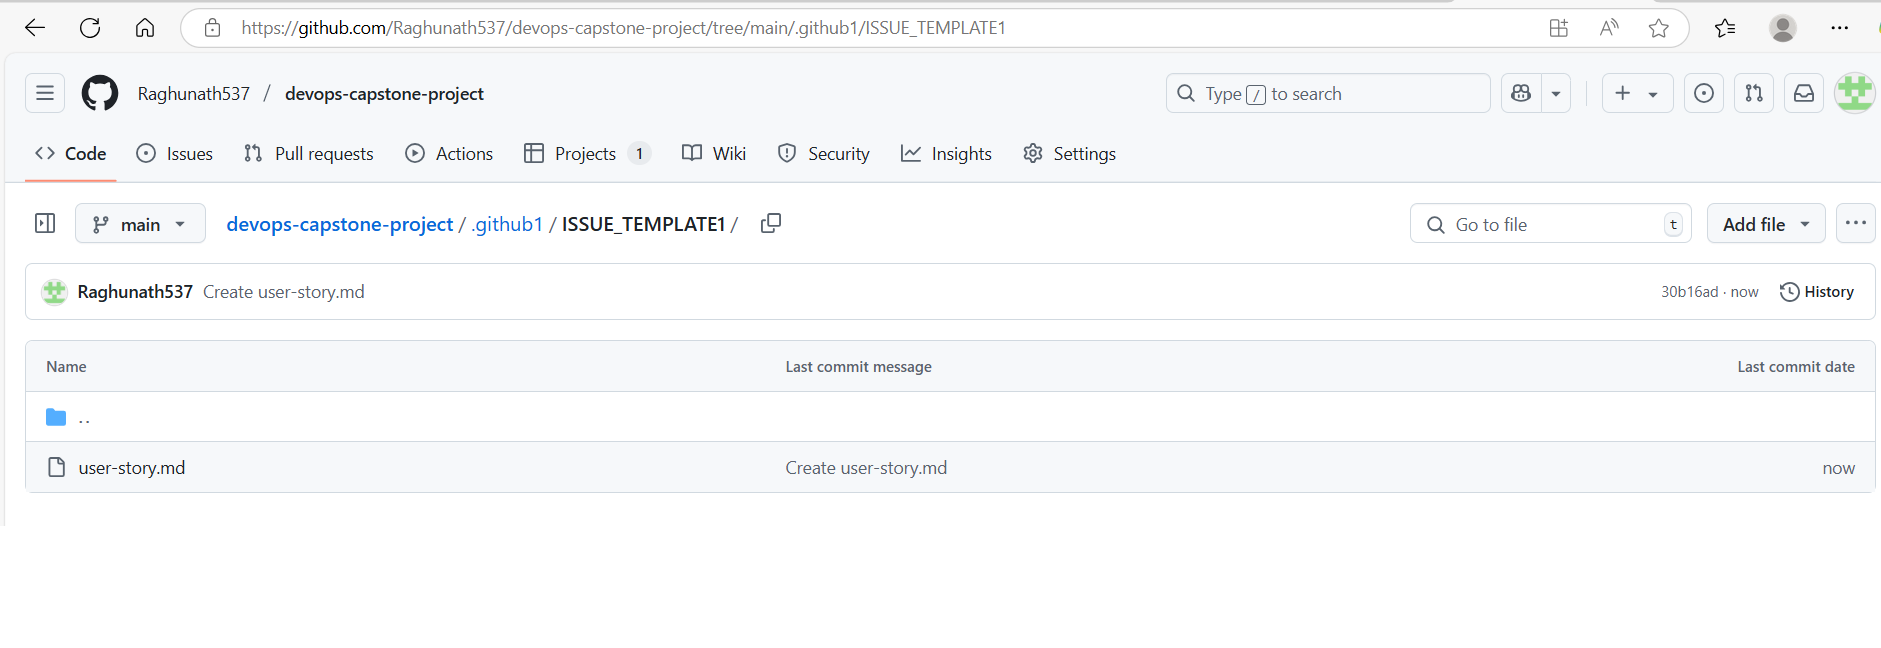 https://github.com/Raghunath537/devops-capstone-project/tree/main/.github1/ISSUE_TEMPLATE1
Raghunath537 / devops-capstone-project
Type / to search
Code Issues Pull requests Actions Projects 1 Wiki Security Insights Settings
main devops-capstone-project / .github1 / ISSUE_TEMPLATE1 / Go to file t Add file
Raghunath537 Create user-story.md 30b16ad · now History
Name Last commit message Last commit date
..
user-story.md Create user-story.md now